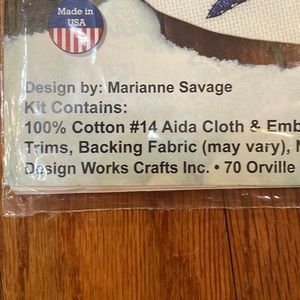 Made in
USA
Design by: Marianne Savage
Kit Contains:
100% Cotton #14 Aida Cloth & Emb
Trims, Backing Fabric (may vary), N
Design Works Crafts Inc. • 70 Orville